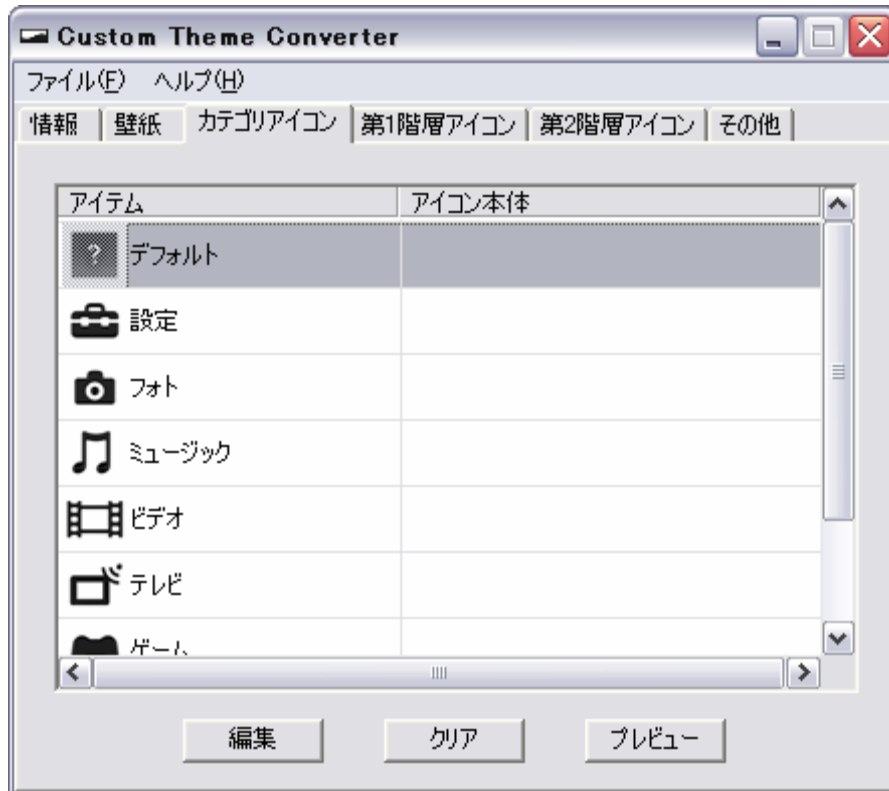 Custom Theme Converter
ファイル(F) ヘルプ(H)
情報 壁紙 カテゴリアイコン 第1階層アイコン 第2階層アイコン その他
アイテム アイコン本体
?
デフォルト
設定
フォト
ミュージック
ビデオ
テレビ
ゲーム
編集 クリア プレビュー